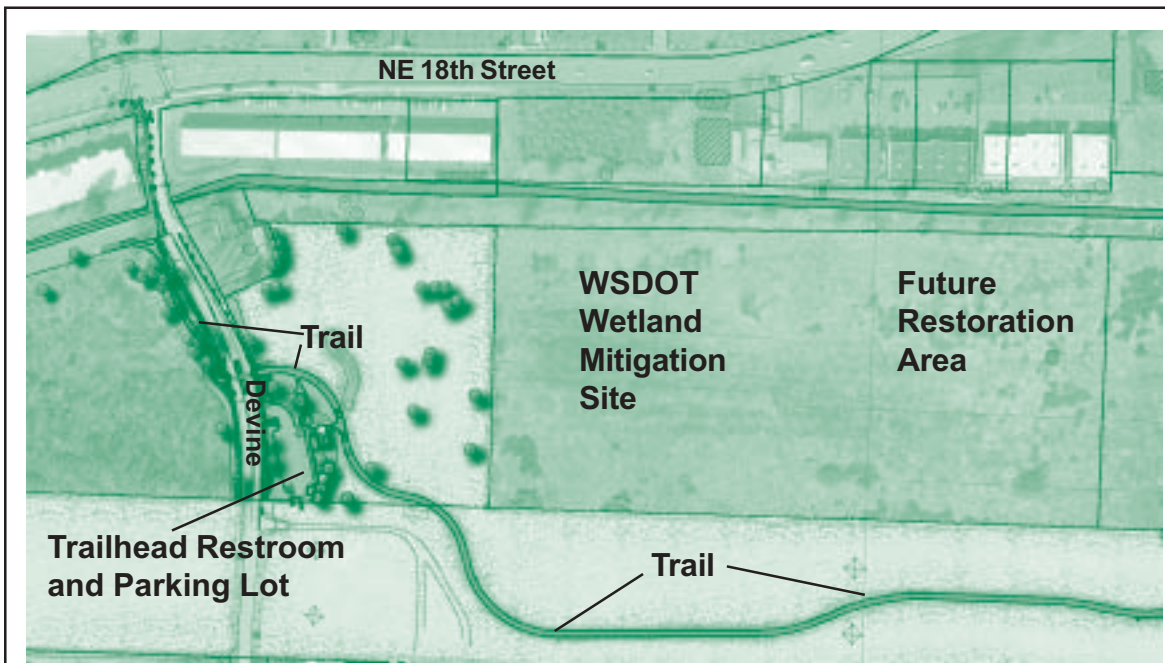 NE 18th Street
WSDOT
Wetland
Mitigation
Site
Future
Restoration
Area
Trail
Devine
Trailhead Restroom
and Parking Lot
Trail